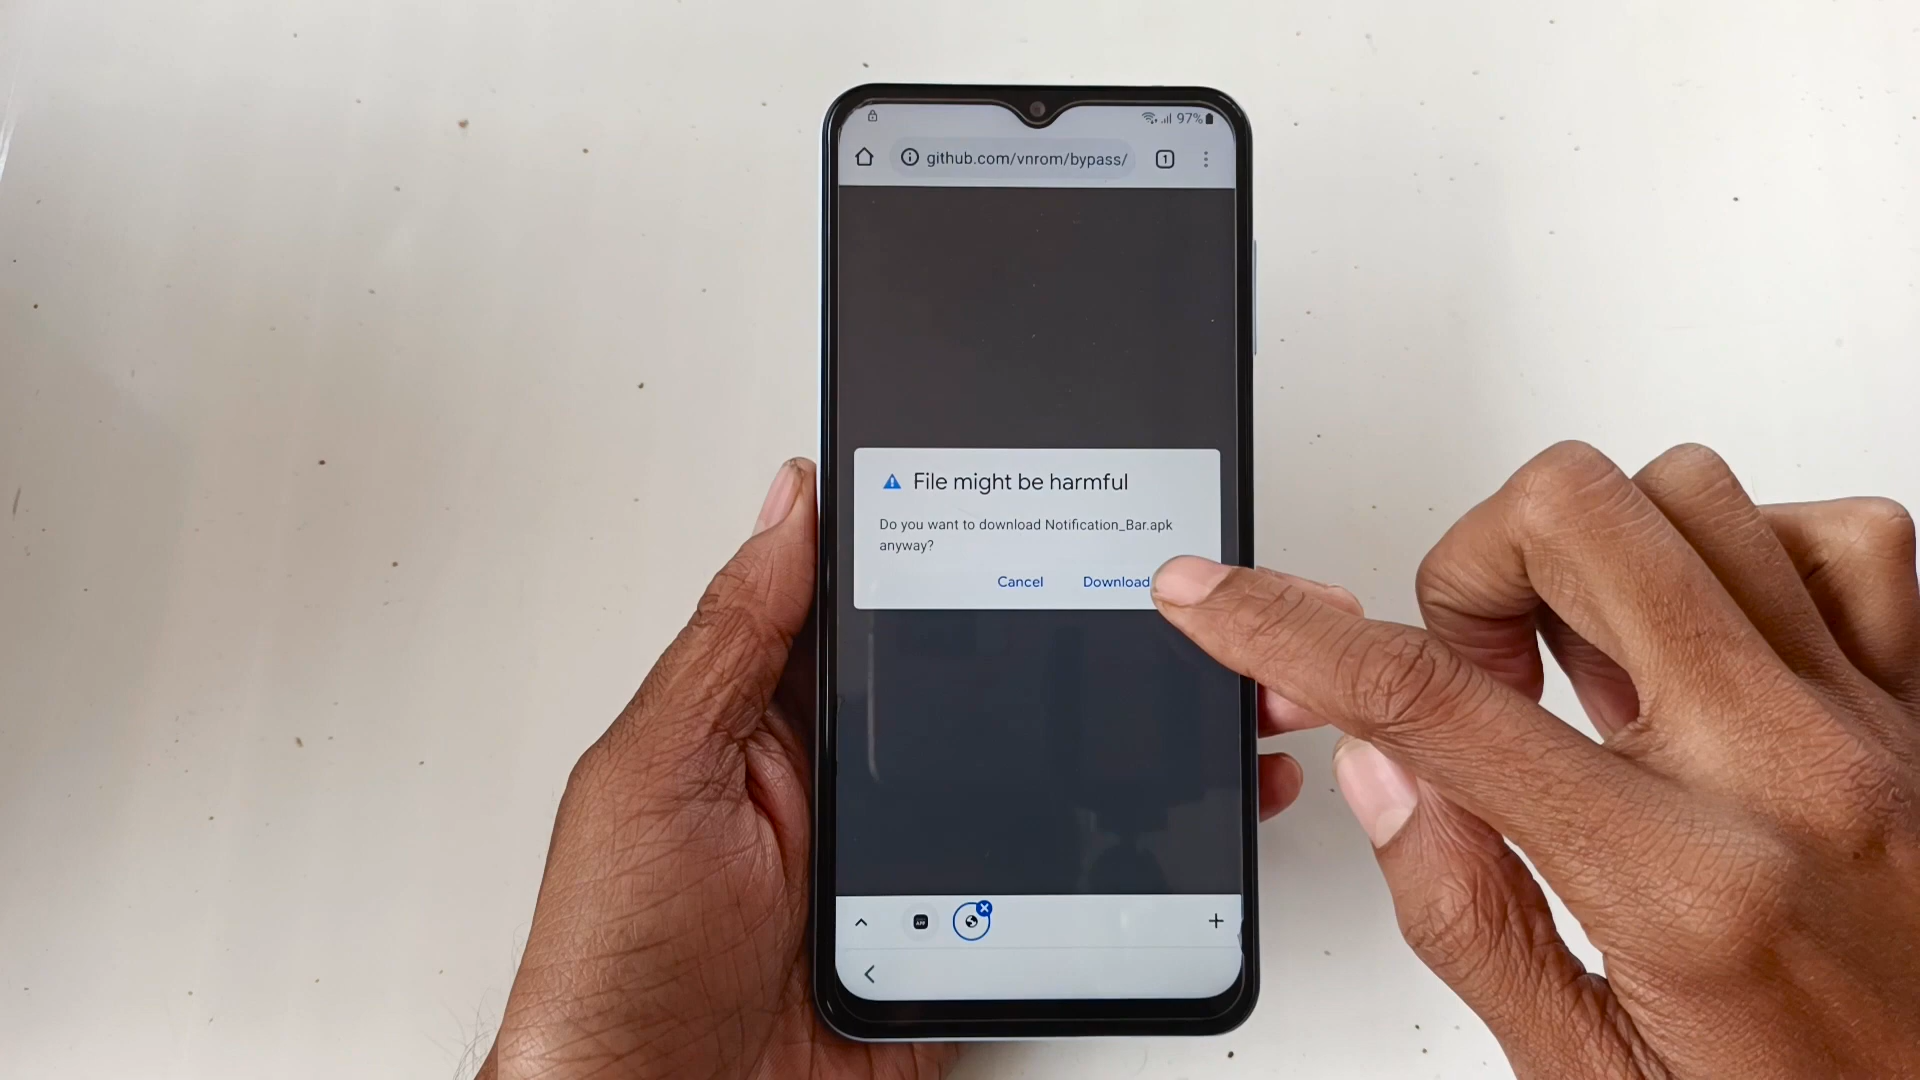 97%
github.com/vnrom/bypass/
1
File might be harmful
Do you want to download Notification_Bar.apk
anyway?
Cancel
Download
APP